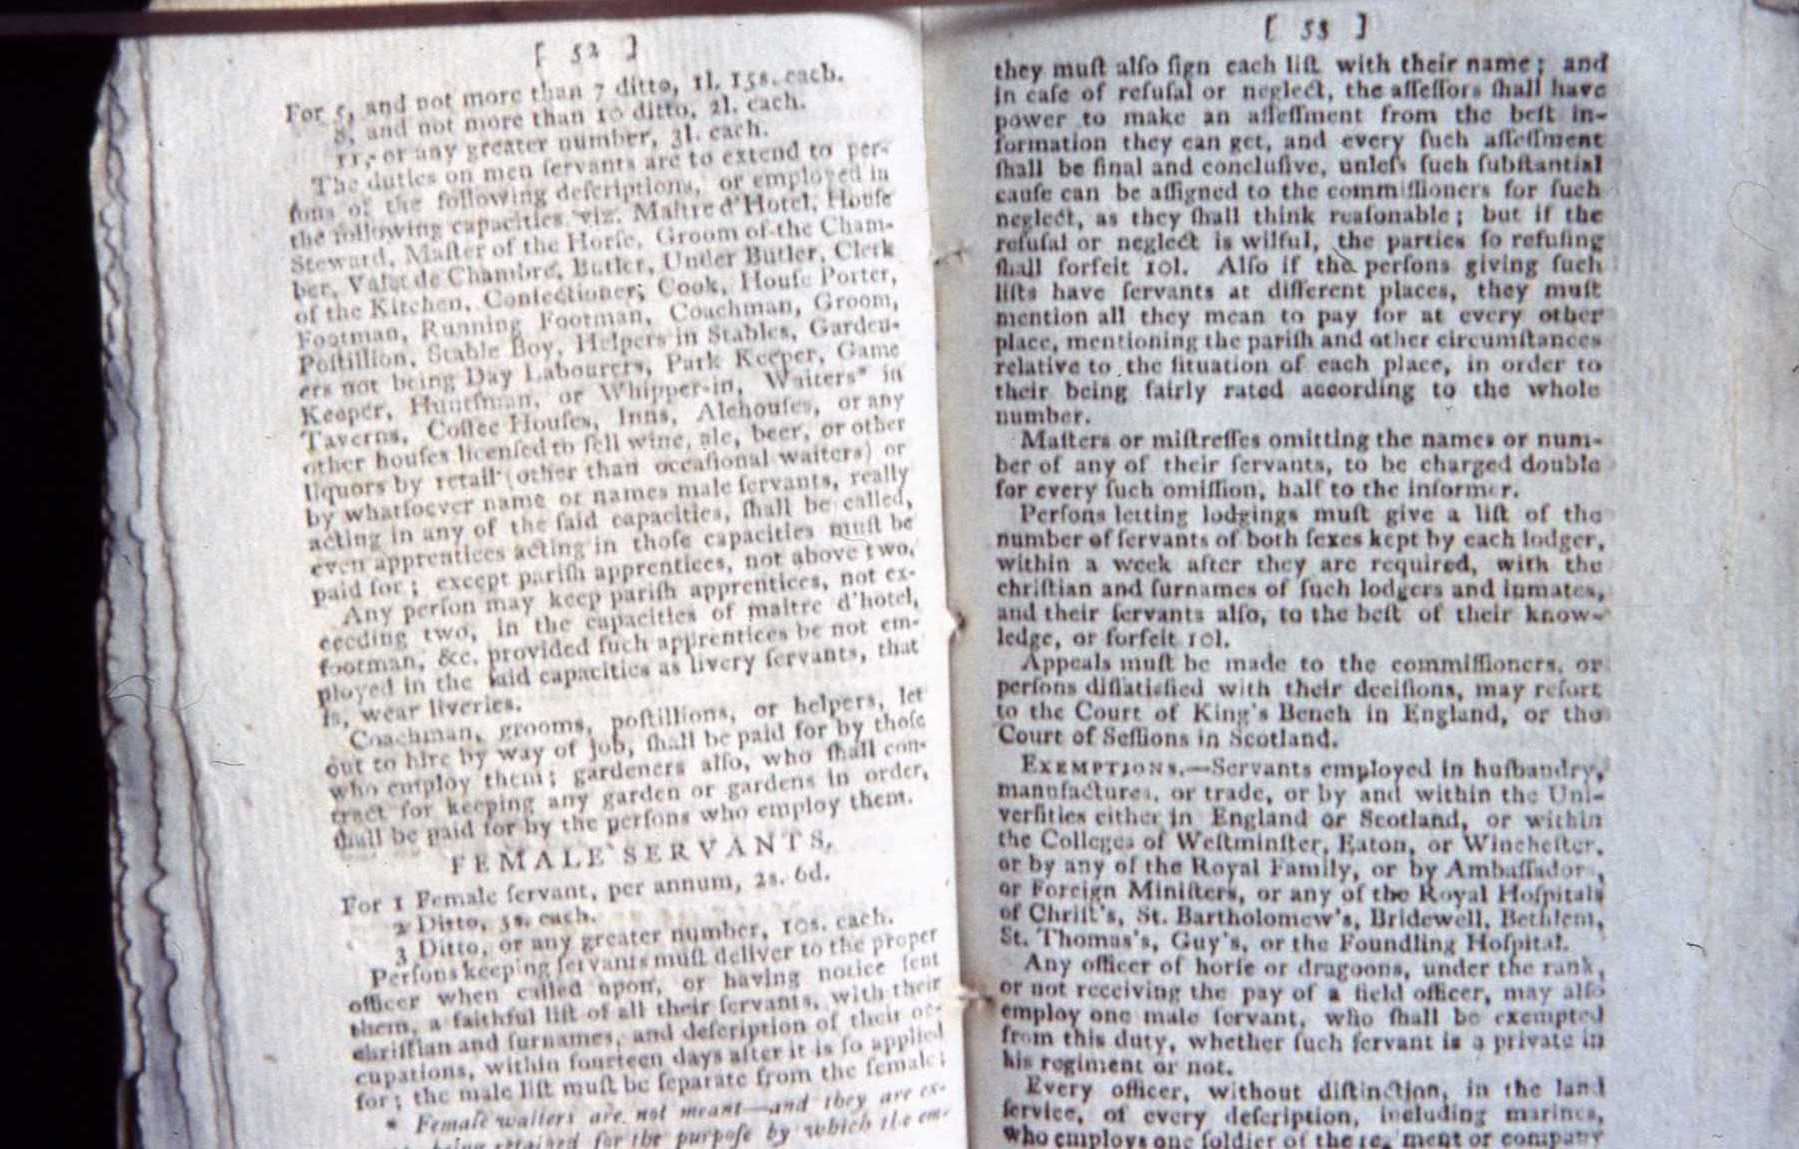 [ 52 ]
For 5, and not more than 7 ditto, 1l. 15s. each.
8, and not more than 10 ditto, 2l. each.
11, or any greater number, 3l. each.
The duties on men ſervants are to extend to per-
ſons of the following deſcriptions, or employed in
the following capacities, viz. Maitre d'Hotel, Houſe
Steward, Maſter of the Horſe, Groom of the Cham-
ber, Valet de Chambre, Butler, Under Butler, Clerk
of the Kitchen, Confectioner; Cook, Houſe Porter,
Footman, Running Footman, Coachman, Groom,
Poſtillion, Stable Boy, Helpers in Stables, Garden-
ers not being Day Labourers, Park Keeper, Game
Keeper, Huntſman, or Whipper-in, Waiters* in
Taverns, Coffee Houſes, Inns, Alehouſes, or any
other houſes licenſed to ſell wine, ale, beer, or other
liquors by retail (other than occaſional waiters) or
by whatſoever name or names male ſervants, really
acting in any of the ſaid capacities, ſhall be called,
even apprentices acting in thoſe capacities muſt be
paid for; except pariſh apprentices, not above two.
Any perſon may keep pariſh apprentices, not ex-
ceeding two, in the capacities of maitre d'hotel,
footman, &c. provided ſuch apprentices be not em-
ployed in the ſaid capacities as livery ſervants, that
is, wear liveries.
Coachman, grooms, poſtillions, or helpers, let
out to hire by way of job, ſhall be paid for by thoſe
who employ them; gardeners alſo, who ſhall con-
tract for keeping any garden or gardens in order,
ſhall be paid for by the perſons who employ them.
FEMALE SERVANTS,
For 1 Female ſervant, per annum, 2s. 6d.
2 Ditto, 5s. each.
3 Ditto, or any greater number, 10s. each.
Perſons keeping ſervants muſt deliver to the proper
officer when called upon, or having notice ſent
them, a faithful liſt of all their ſervants, with their
chriſtian and ſurnames, and deſcription of their oc-
cupations, within fourteen days after it is ſo applied
for; the male liſt muſt be ſeparate from the female;
* Female waiters are not meant—and they are ex-
being retained for the purpoſe by which the em-
[ 53 ]
they muſt alſo ſign each liſt with their name; and
in caſe of refuſal or neglect, the aſſeſſors ſhall have
power to make an aſſeſſment from the beſt in-
formation they can get, and every ſuch aſſeſſment
ſhall be final and concluſive, unleſs ſuch ſubſtantial
cauſe can be aſſigned to the commiſſioners for ſuch
neglect, as they ſhall think reaſonable; but if the
refuſal or neglect is wilful, the parties ſo refuſing
ſhall forfeit 10l. Alſo if the perſons giving ſuch
liſts have ſervants at different places, they muſt
mention all they mean to pay for at every other
place, mentioning the pariſh and other circumſtances
relative to the ſituation of each place, in order to
their being fairly rated according to the whole
number.
Maſters or miſtreſſes omitting the names or num-
ber of any of their ſervants, to be charged double
for every ſuch omiſſion, half to the informer.
Perſons letting lodgings muſt give a liſt of the
number of ſervants of both ſexes kept by each lodger,
within a week after they are required, with the
chriſtian and ſurnames of ſuch lodgers and inmates,
and their ſervants alſo, to the beſt of their know-
ledge, or forfeit 10l.
Appeals muſt be made to the commiſſioners, or
perſons diſſatisfied with their deciſions, may reſort
to the Court of King's Bench in England, or the
Court of Seſſions in Scotland.
EXEMPTIONS.—Servants employed in huſbandry,
manufactures, or trade, or by and within the Uni-
verſities either in England or Scotland, or within
the Colleges of Weſtminſter, Eaton, or Wincheſter,
or by any of the Royal Family, or by Ambaſſadors,
or Foreign Miniſters, or any of the Royal Hoſpitals
of Chriſt's, St. Bartholomew's, Bridewell, Bethlem,
St. Thomas's, Guy's, or the Foundling Hoſpital.
Any officer of horſe or dragoons, under the rank,
or not receiving the pay of a field officer, may alſo
employ one male ſervant, who ſhall be exempted
from this duty, whether ſuch ſervant is a private in
his regiment or not.
Every officer, without diſtinction, in the land
ſervice, of every deſcription, including marines,
who employs one ſoldier of the regiment or company